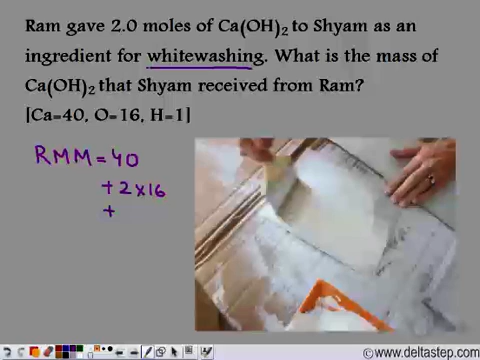 Ram gave 2.0 moles of Ca(OH)₂ to Shyam as an
ingredient for whitewashing. What is the mass of
Ca(OH)₂ that Shyam received from Ram?
[Ca=40, O=16, H=1]
RMM = 40
+ 2 × 16
+
© www.deltastep.com